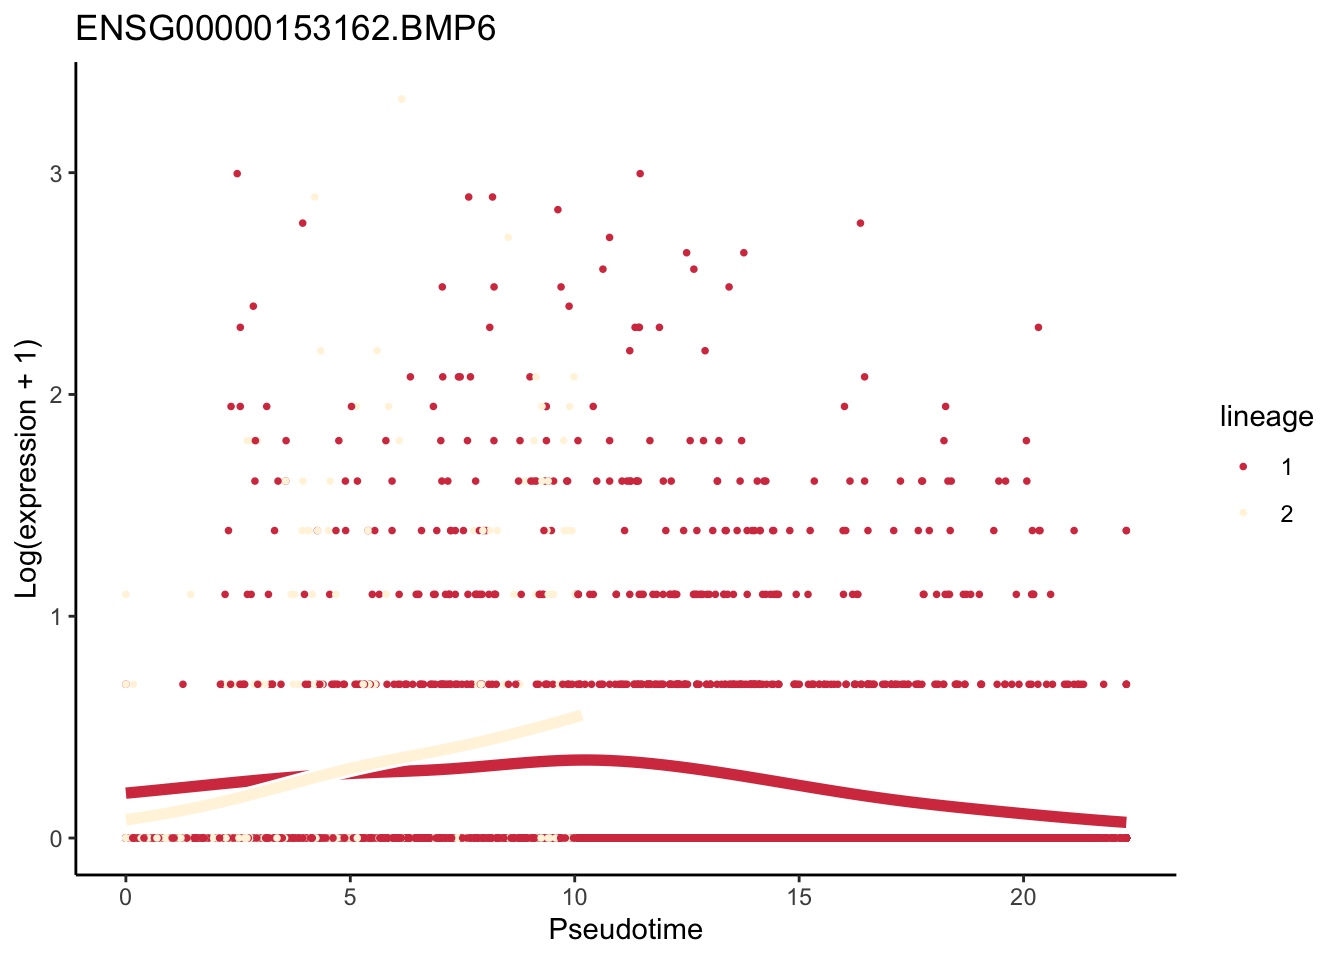 ENSG00000153162.BMP6
Log(expression + 1)
3
2
1
0
0 5 10 15 20
Pseudotime
lineage
1
2